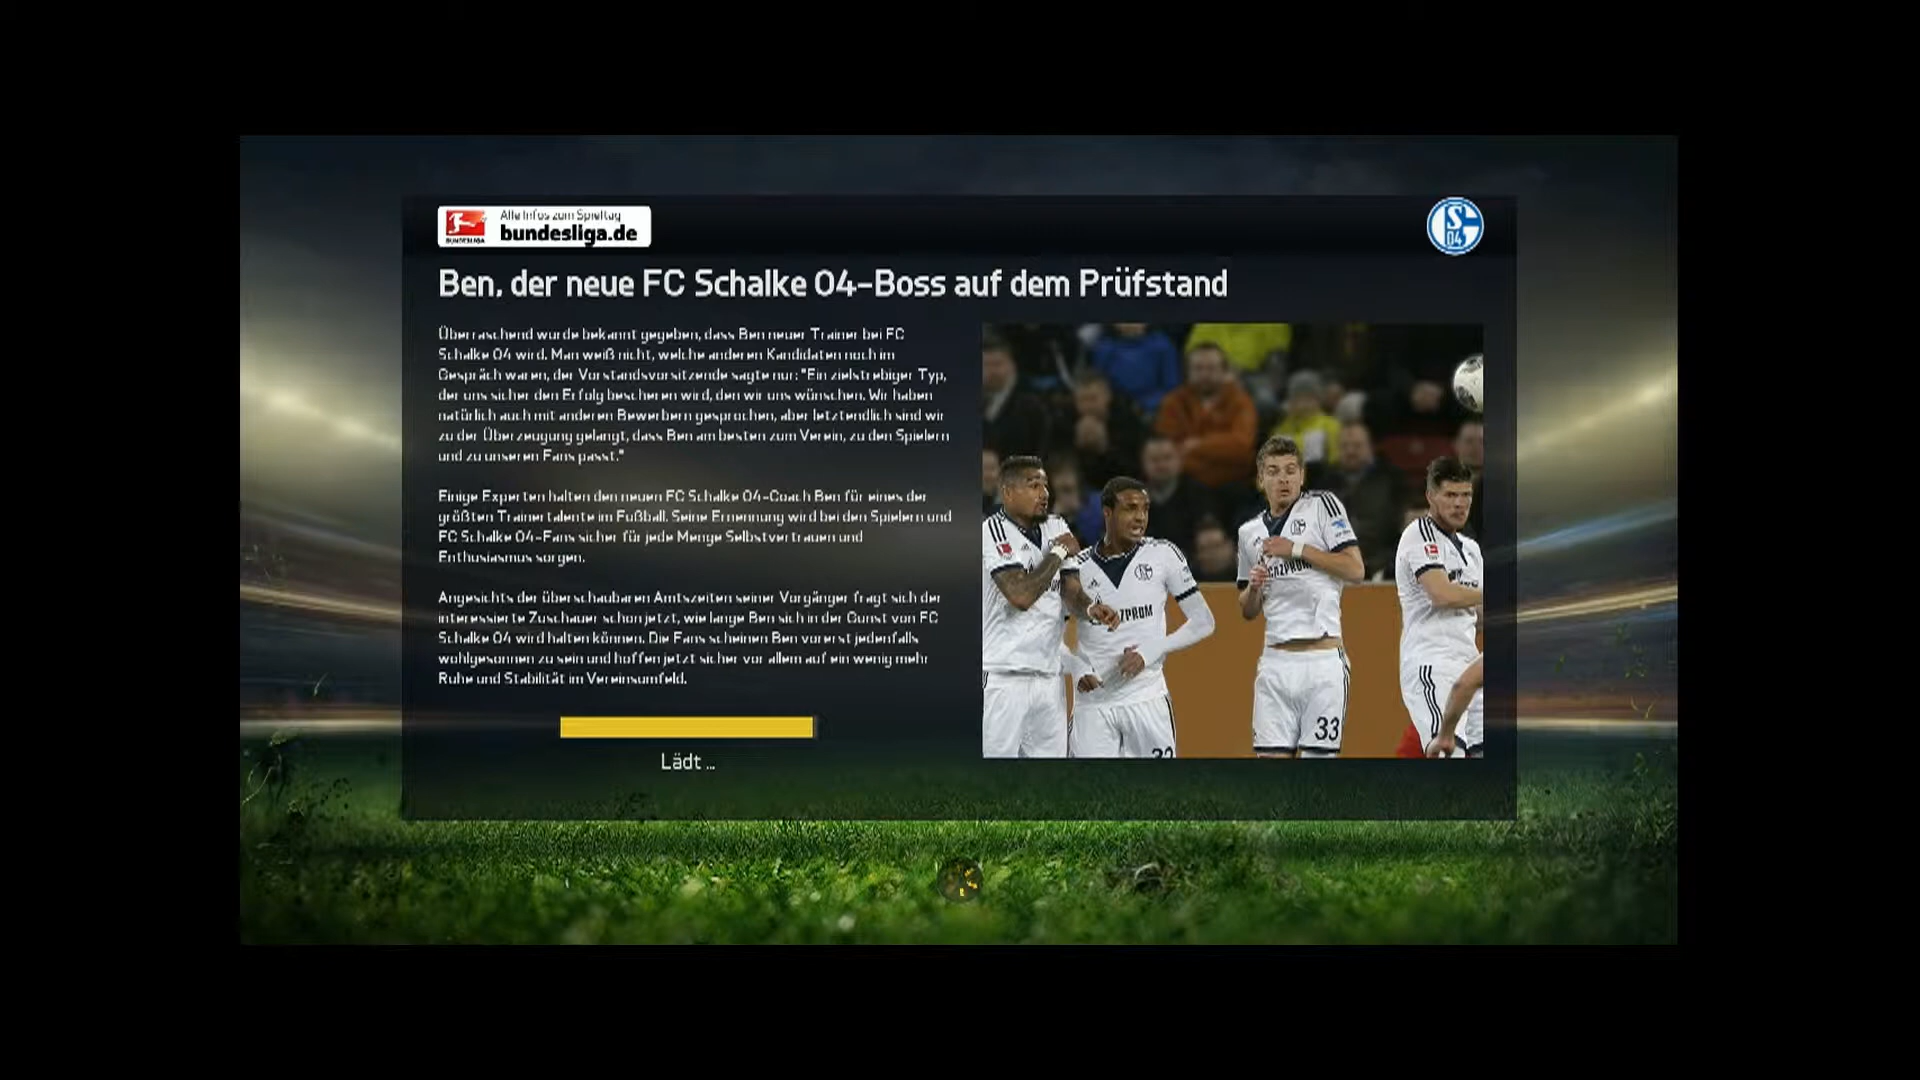 Alle Infos zum Spieltag
BUNDESLIGA
bundesliga.de
S
04
Ben, der neue FC Schalke 04-Boss auf dem Prüfstand
Überraschend wurde bekannt gegeben, dass Ben neuer Trainer bei FC
Schalke 04 wird. Man weiß nicht, welche anderen Kandidaten noch im
Gespräch waren, der Vorstandsvorsitzende sagte nur: "Ein zielstrebiger Typ,
der uns sicher den Erfolg bescheren wird, den wir uns wünschen. Wir haben
natürlich auch mit anderen Bewerbern gesprochen, aber letztendlich sind wir
zu der Überzeugung gelangt, dass Ben am besten zum Verein, zu den Spielern
und zu unseren Fans passt."
Einige Experten halten den neuen FC Schalke 04-Coach Ben für eines der
größten Trainertalente im Fußball. Seine Ernennung wird bei den Spielern und
FC Schalke 04-Fans sicher für jede Menge Selbstvertrauen und
Enthusiasmus sorgen.
Angesichts der überschaubaren Amtszeiten seiner Vorgänger fragt sich der
interessierte Zuschauer schon jetzt, wie lange Ben sich in der Gunst von FC
Schalke 04 wird halten können. Die Fans scheinen Ben vorerst jedenfalls
wohlgesonnen zu sein und hoffen jetzt sicher vor allem auf ein wenig mehr
Ruhe und Stabilität im Vereinsumfeld.
Lädt ...
GAZPROM
ZPROM
33
32